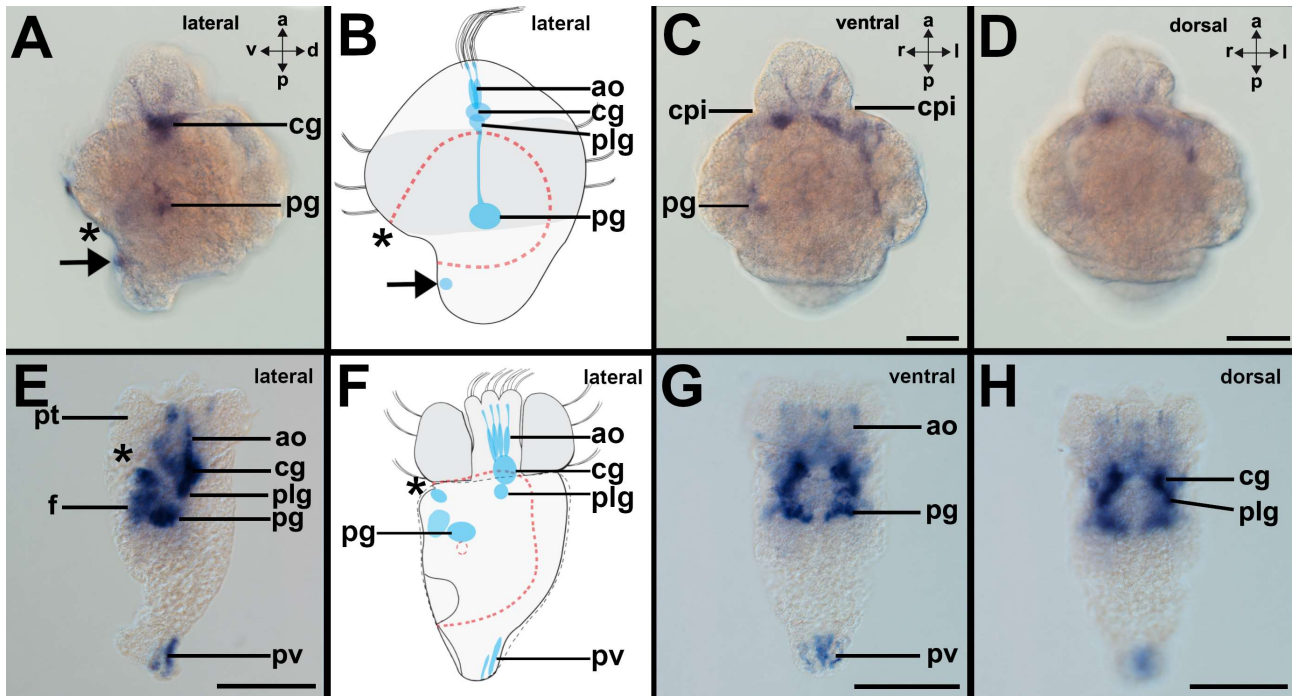 A
lateral
a
v
d
p
cg
pg
*
B
lateral
ao
cg
plg
pg
*
C
ventral
a
r
l
p
cpi
cpi
pg
D
dorsal
a
r
l
p
E
lateral
pt
*
f
ao
cg
plg
pg
pv
F
lateral
ao
cg
plg
*
pg
pv
G
ventral
ao
pg
pv
H
dorsal
cg
plg